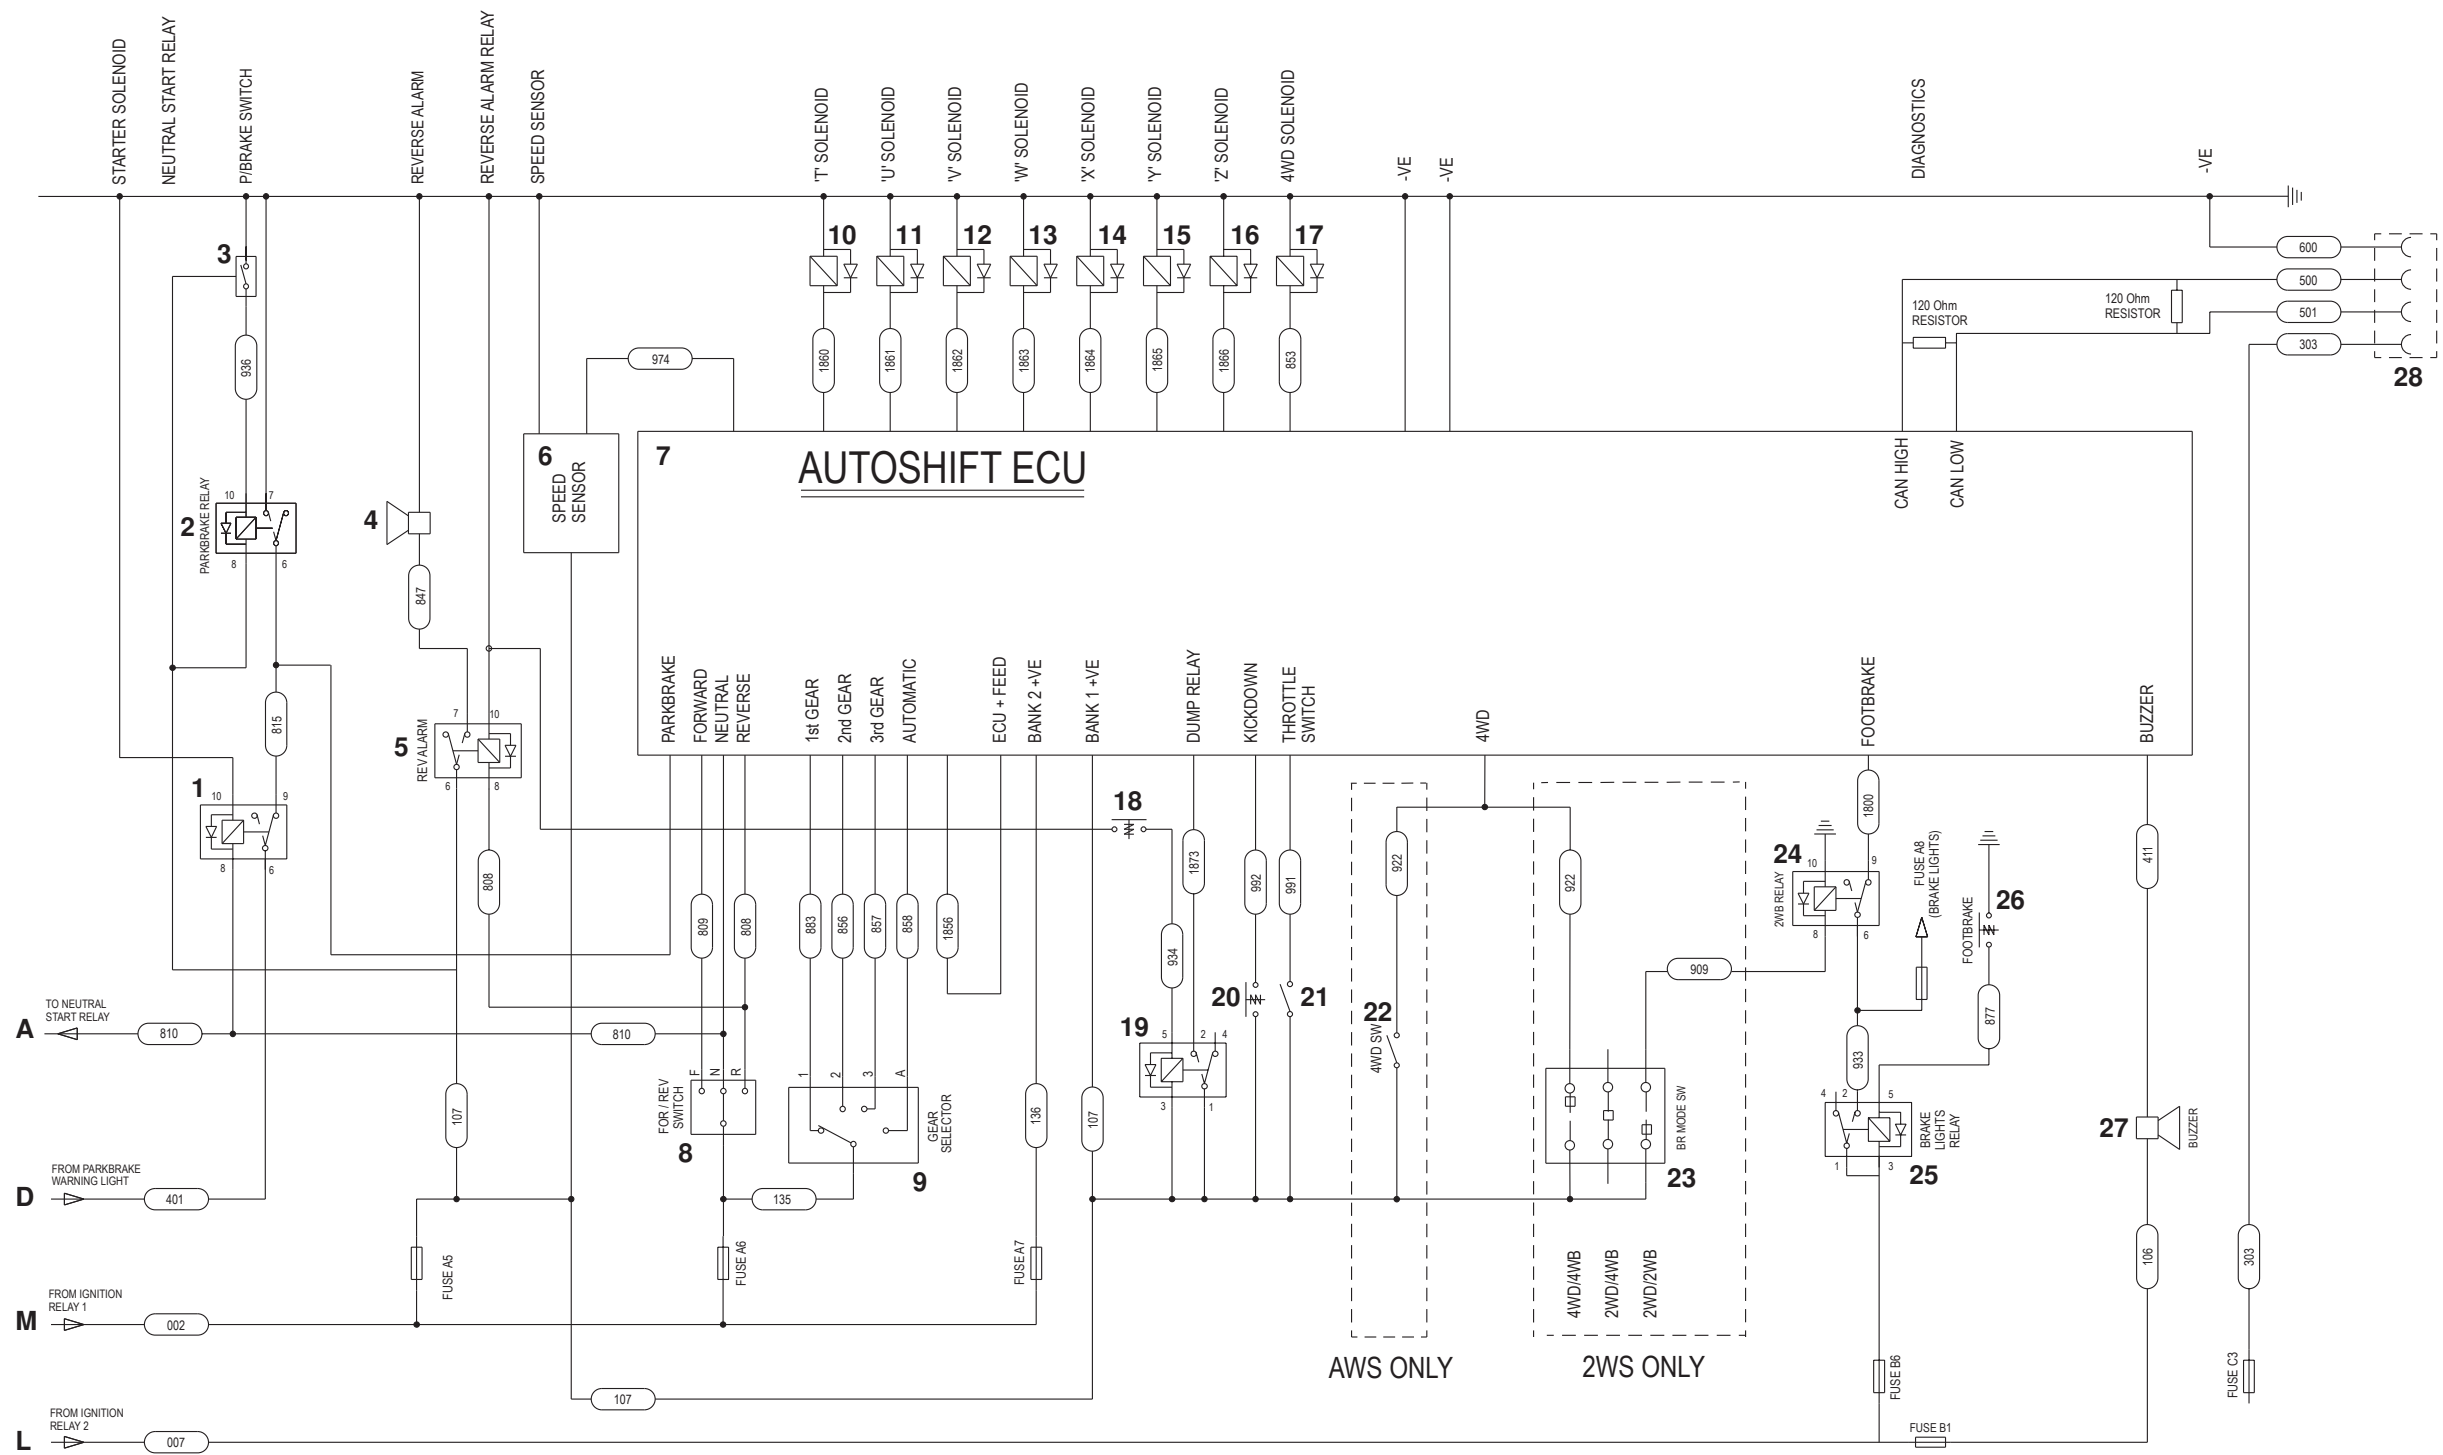 STARTER SOLENOID
NEUTRAL START RELAY
P/BRAKE SWITCH
REVERSE ALARM
REVERSE ALARM RELAY
SPEED SENSOR
'T' SOLENOID
'U' SOLENOID
'V' SOLENOID
'W' SOLENOID
'X' SOLENOID
'Y' SOLENOID
'Z' SOLENOID
4WD SOLENOID
-VE
-VE
DIAGNOSTICS
-VE
3
10
11
12
13
14
15
16
17
600
500
501
303
28
120 Ohm
RESISTOR
120 Ohm
RESISTOR
936
974
1860
1861
1862
1863
1864
1865
1866
853
6
SPEED
SENSOR
7
AUTOSHIFT ECU
CAN HIGH
CAN LOW
2
PARKBRAKE RELAY
10
7
8
6
4
847
815
5
REV ALARM
7
10
6
8
PARKBRAKE
FORWARD
NEUTRAL
REVERSE
1st GEAR
2nd GEAR
3rd GEAR
AUTOMATIC
ECU + FEED
BANK 2 +VE
BANK 1 +VE
DUMP RELAY
KICKDOWN
THROTTLE
SWITCH
4WD
FOOTBRAKE
BUZZER
1
10
9
8
6
18
808
809
808
883
856
857
858
1856
934
1873
992
991
922
922
1800
411
24
2WB RELAY
10
9
8
6
FUSE A8
(BRAKE LIGHTS)
26
FOOTBRAKE
877
909
933
A
TO NEUTRAL
START RELAY
810
810
20
21
22
4WD SW
19
5
2
4
3
1
FOR / REV
SWITCH
F
N
R
8
1
2
3
A
GEAR
SELECTOR
9
107
136
107
BR MODE SW
23
4
2
5
1
3
BRAKE
LIGHTS
RELAY
25
27
BUZZER
D
FROM PARKBRAKE
WARNING LIGHT
401
135
FUSE A5
FUSE A6
FUSE A7
4WD/4WB
2WD/4WB
2WD/2WB
106
303
M
FROM IGNITION
RELAY 1
002
AWS ONLY
2WS ONLY
FUSE B6
FUSE C3
107
L
FROM IGNITION
RELAY 2
007
FUSE B1